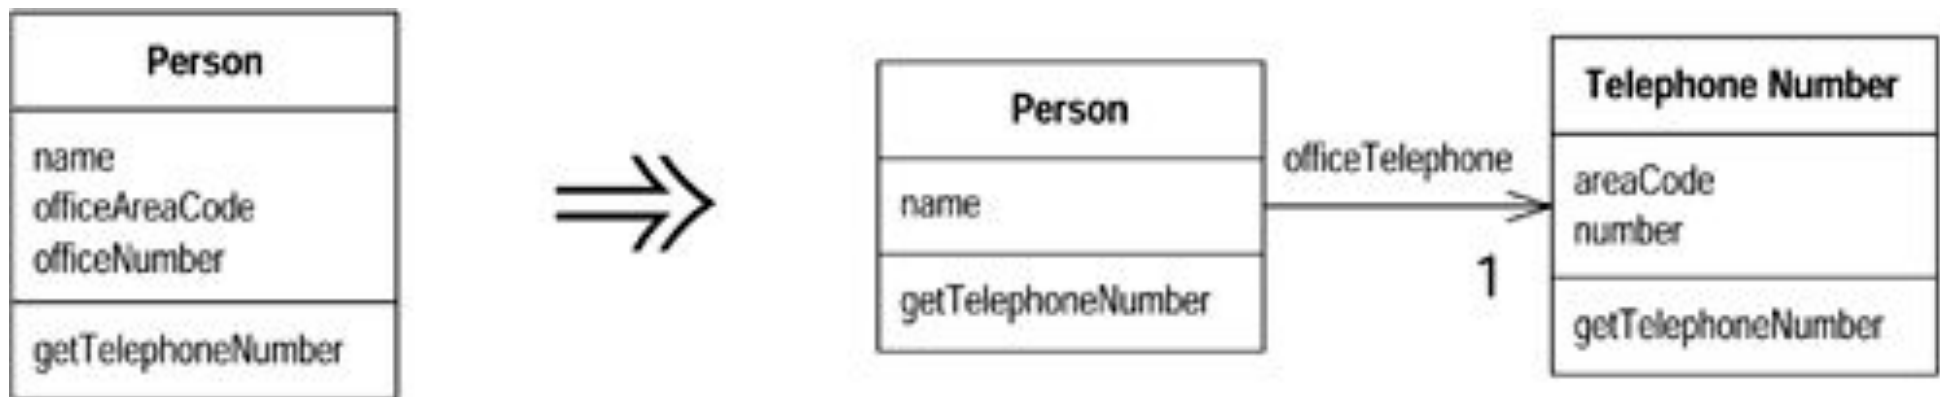 Person
name
officeAreaCode
officeNumber
getTelephoneNumber
Person
name
getTelephoneNumber
officeTelephone
1
Telephone Number
areaCode
number
getTelephoneNumber